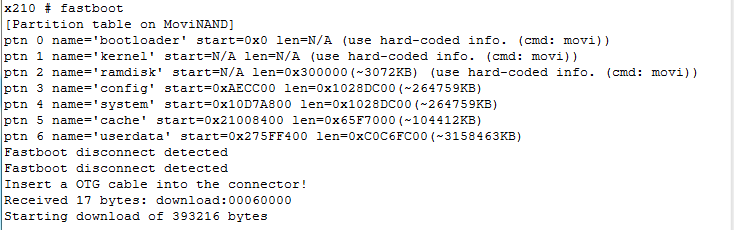 x210 # fastboot
[Partition table on MoviNAND]
ptn 0 name='bootloader' start=0x0 len=N/A (use hard-coded info. (cmd: movi))
ptn 1 name='kernel' start=N/A len=N/A (use hard-coded info. (cmd: movi))
ptn 2 name='ramdisk' start=N/A len=0x300000(~3072KB) (use hard-coded info. (cmd: movi))
ptn 3 name='config' start=0xAECC00 len=0x1028DC00(~264759KB)
ptn 4 name='system' start=0x10D7A800 len=0x1028DC00(~264759KB)
ptn 5 name='cache' start=0x21008400 len=0x65F7000(~104412KB)
ptn 6 name='userdata' start=0x275FF400 len=0xC0C6FC00(~3158463KB)
Fastboot disconnect detected
Fastboot disconnect detected
Insert a OTG cable into the connector!
Received 17 bytes: download:00060000
Starting download of 393216 bytes